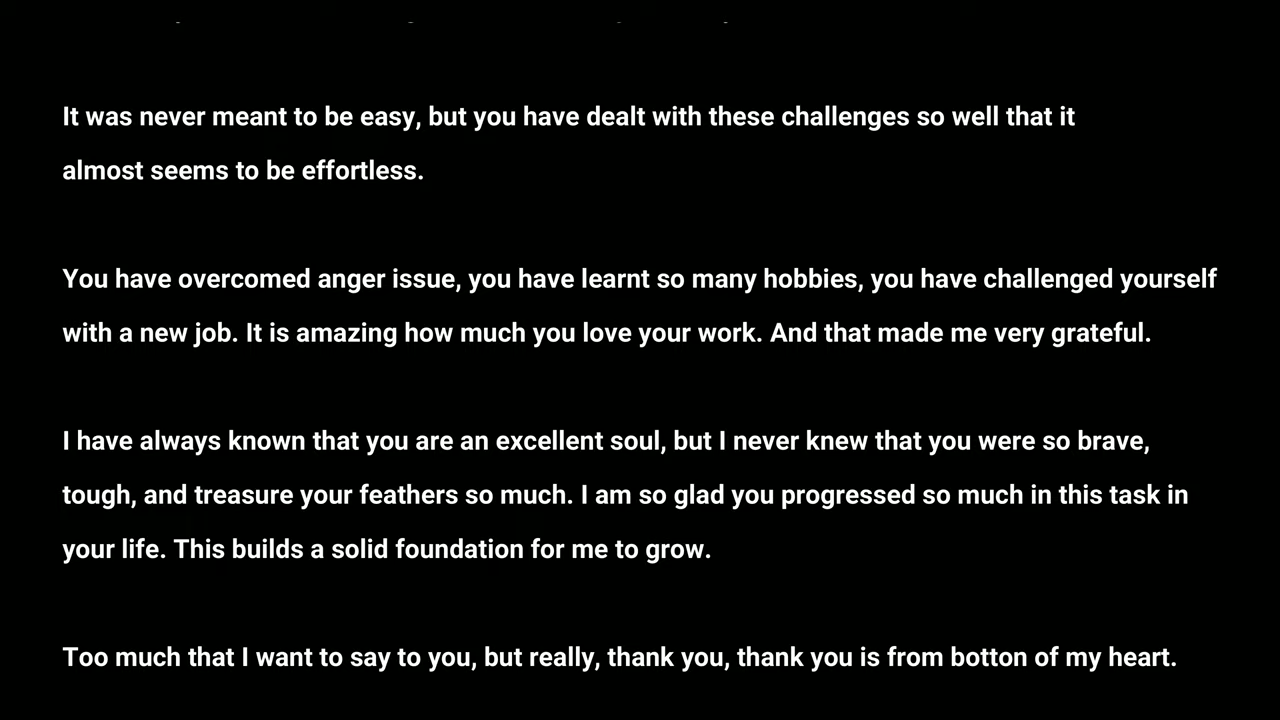 It was never meant to be easy, but you have dealt with these challenges so well that it
almost seems to be effortless.
You have overcomed anger issue, you have learnt so many hobbies, you have challenged yourself
with a new job. It is amazing how much you love your work. And that made me very grateful.
I have always known that you are an excellent soul, but I never knew that you were so brave,
tough, and treasure your feathers so much. I am so glad you progressed so much in this task in
your life. This builds a solid foundation for me to grow.
Too much that I want to say to you, but really, thank you, thank you is from botton of my heart.